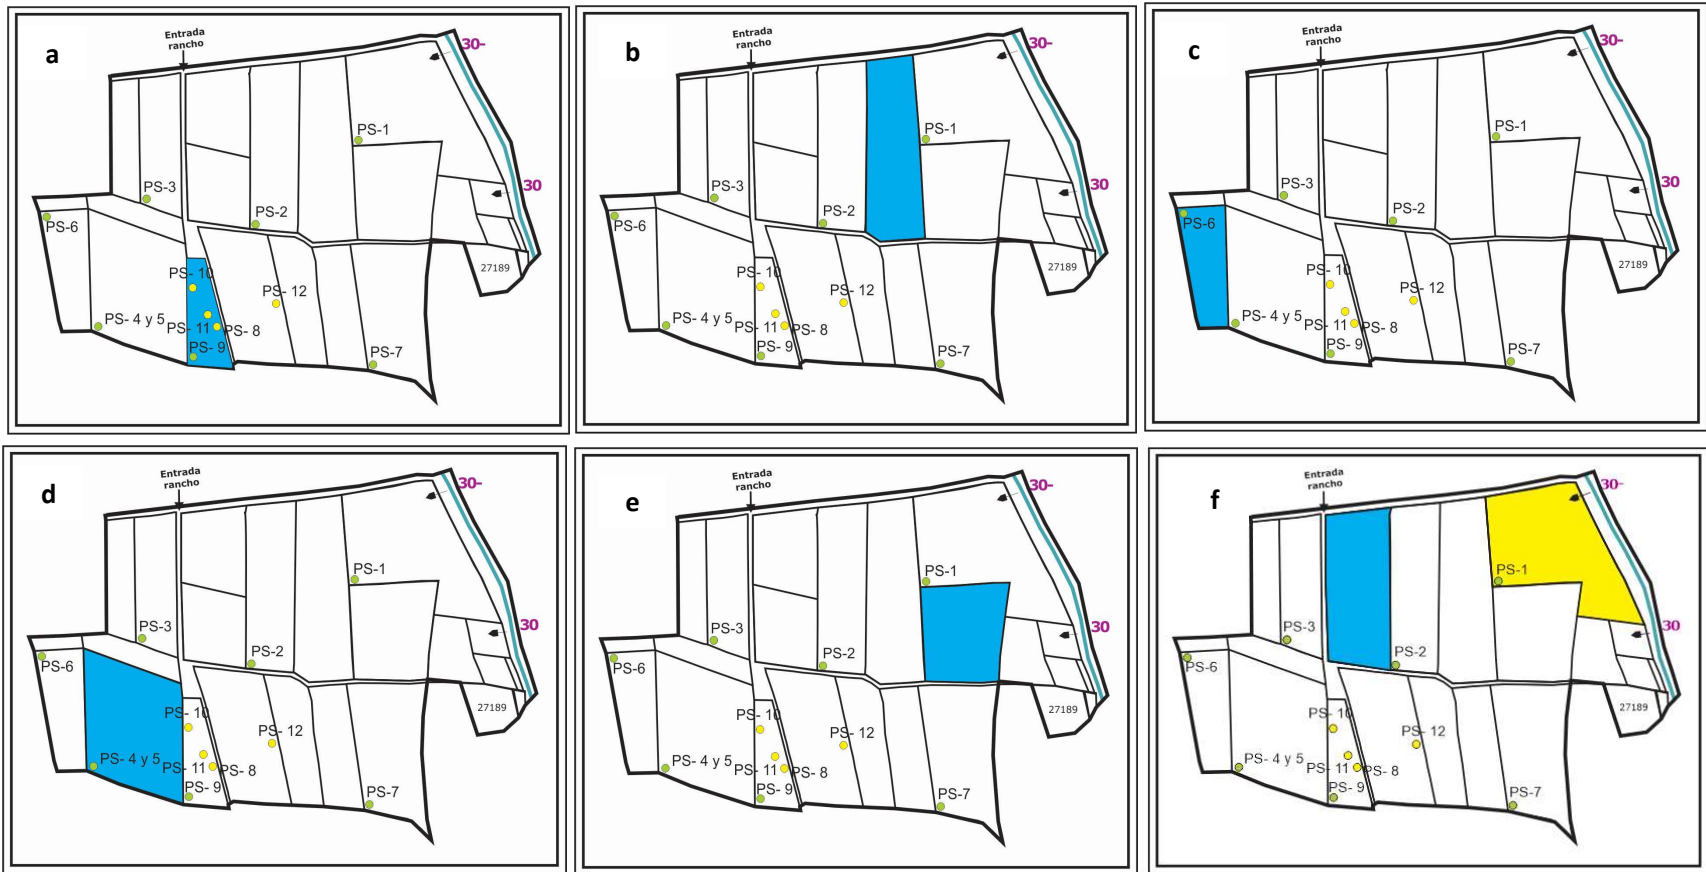 a
Entrada
rancho
30-
PS-1
PS-3
30
PS-2
PS-6
27189
PS- 10
PS- 12
PS- 4 y 5
PS- 11
PS- 8
PS- 9
PS-7
b
Entrada
rancho
30-
PS-1
PS-3
30
PS-2
PS-6
27189
PS- 10
PS- 12
PS- 4 y 5
PS- 11
PS- 8
PS- 9
PS-7
c
Entrada
rancho
30-
PS-1
PS-3
30
PS-2
PS-6
27189
PS- 10
PS- 12
PS- 4 y 5
PS- 11
PS- 8
PS- 9
PS-7
d
Entrada
rancho
30-
PS-1
PS-3
30
PS-2
PS-6
27189
PS- 10
PS- 12
PS- 4 y 5
PS- 11
PS- 8
PS- 9
PS-7
e
Entrada
rancho
30-
PS-1
PS-3
30
PS-2
PS-6
27189
PS- 10
PS- 12
PS- 4 y 5
PS- 11
PS- 8
PS- 9
PS-7
f
Entrada
rancho
30-
PS-1
PS-3
30
PS-2
PS-6
27189
PS- 10
PS- 12
PS- 4 y 5
PS- 11
PS- 8
PS- 9
PS-7